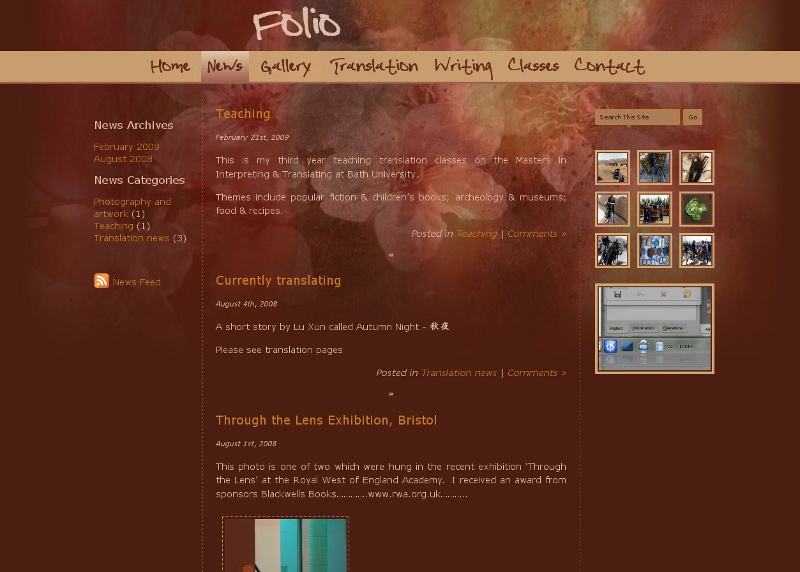 Folio
Home News Gallery Translation Writing Classes Contact
News Archives
February 2009
August 2008
News Categories
Photography and
artwork (1)
Teaching (1)
Translation news (3)
News Feed
Teaching
February 21st, 2009
This is my third year teaching translation classes on the Masters in
Interpreting & Translating at Bath University.
Themes include popular fiction & children's books; archeology & museums;
food & recipes.
Posted in Teaching | Comments »
*
Currently translating
August 4th, 2008
A short story by Lu Xun called Autumn Night - 秋夜
Please see translation pages
Posted in Translation news | Comments »
*
Through the Lens Exhibition, Bristol
August 1st, 2008
This photo is one of two which were hung in the recent exhibition 'Through
the Lens' at the Royal West of England Academy. I received an award from
sponsors Blackwells Books............www.rwa.org.uk..........
Search This Site Go